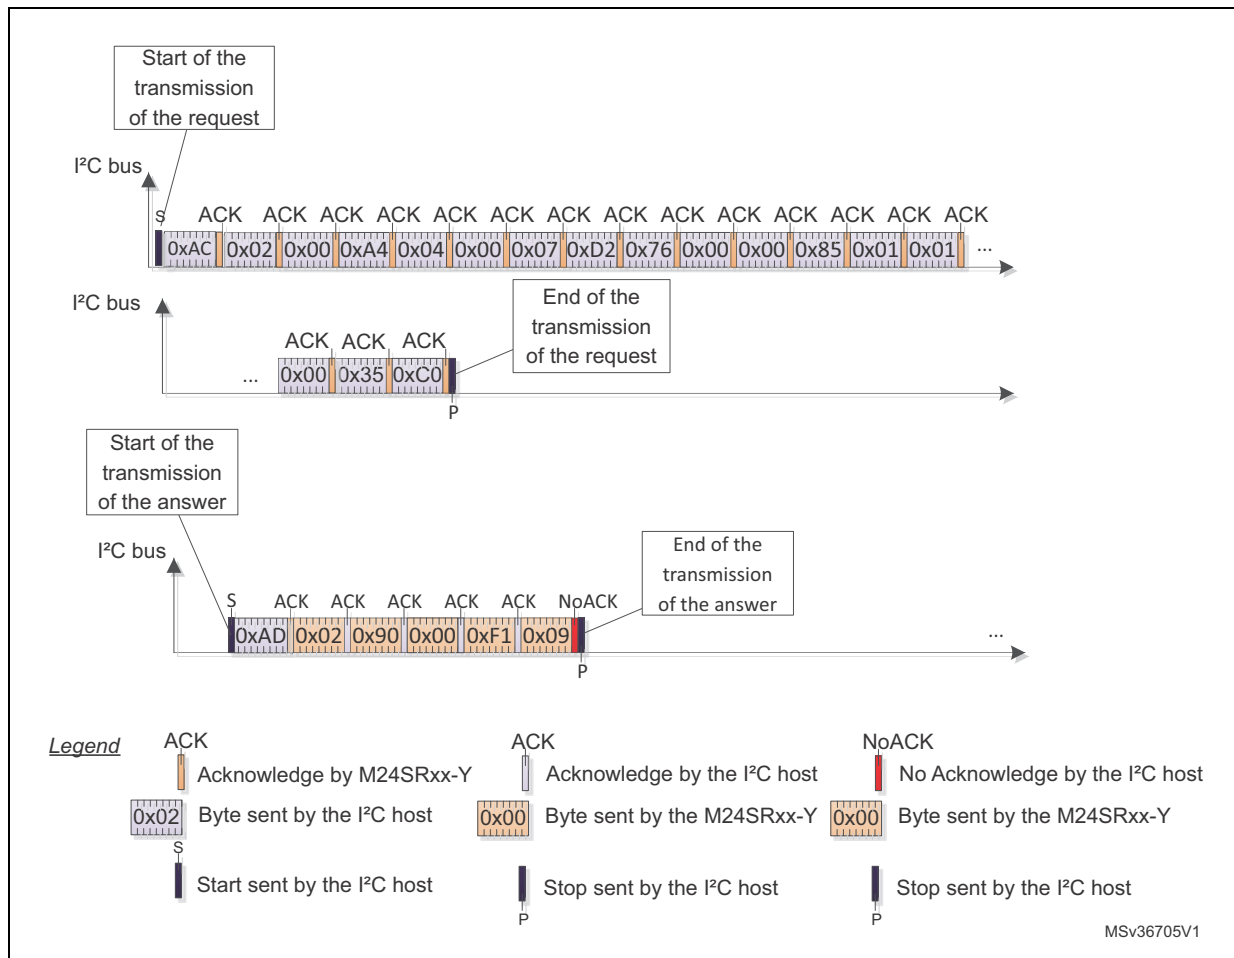 Start of the
transmission
of the request
I²C bus
S ACK ACK ACK ACK ACK ACK ACK ACK ACK ACK ACK ACK ACK ACK
0xAC 0x02 0x00 0xA4 0x04 0x00 0x07 0xD2 0x76 0x00 0x00 0x85 0x01 0x01 ...
I²C bus
End of the
transmission
of the request
ACK ACK ACK
... 0x00 0x35 0xC0
P
Start of the
transmission
of the answer
I²C bus
End of the
transmission
of the answer
S ACK ACK ACK ACK ACK NoACK
0xAD 0x02 0x90 0x00 0xF1 0x09 ...
P
Legend
ACK ACK NoACK
Acknowledge by M24SRxx-Y Acknowledge by the I²C host No Acknowledge by the I²C host
0x02 Byte sent by the I²C host 0x00 Byte sent by the M24SRxx-Y 0x00 Byte sent by the M24SRxx-Y
S
Start sent by the I²C host Stop sent by the I²C host Stop sent by the I²C host
P P
MSv36705V1